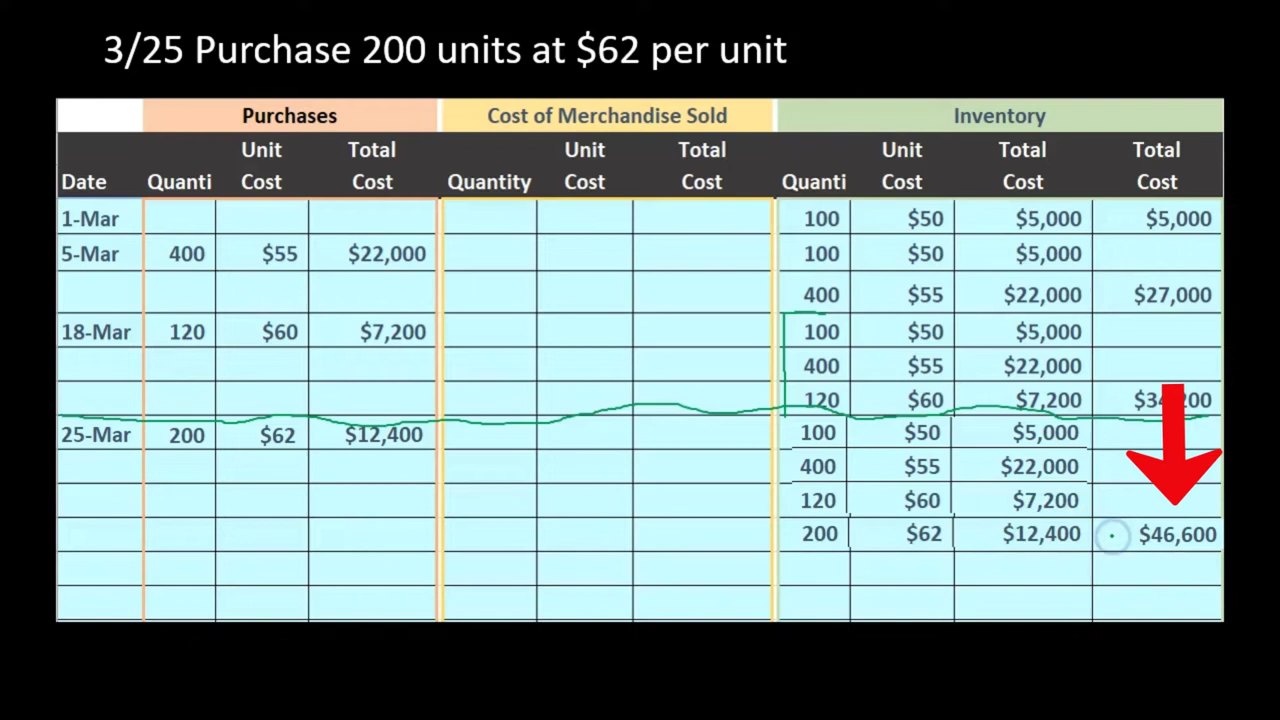 3/25 Purchase 200 units at $62 per unit
Purchases Cost of Merchandise Sold Inventory
Unit Total Unit Total Unit Total Total
Date Quanti Cost Cost Quantity Cost Cost Quanti Cost Cost Cost
1-Mar 100 $50 $5,000 $5,000
5-Mar 400 $55 $22,000 100 $50 $5,000
400 $55 $22,000 $27,000
18-Mar 120 $60 $7,200 100 $50 $5,000
400 $55 $22,000
120 $60 $7,200
25-Mar 200 $62 $12,400 100 $50 $5,000
400 $55 $22,000
120 $60 $7,200
200 $62 $12,400 $46,600